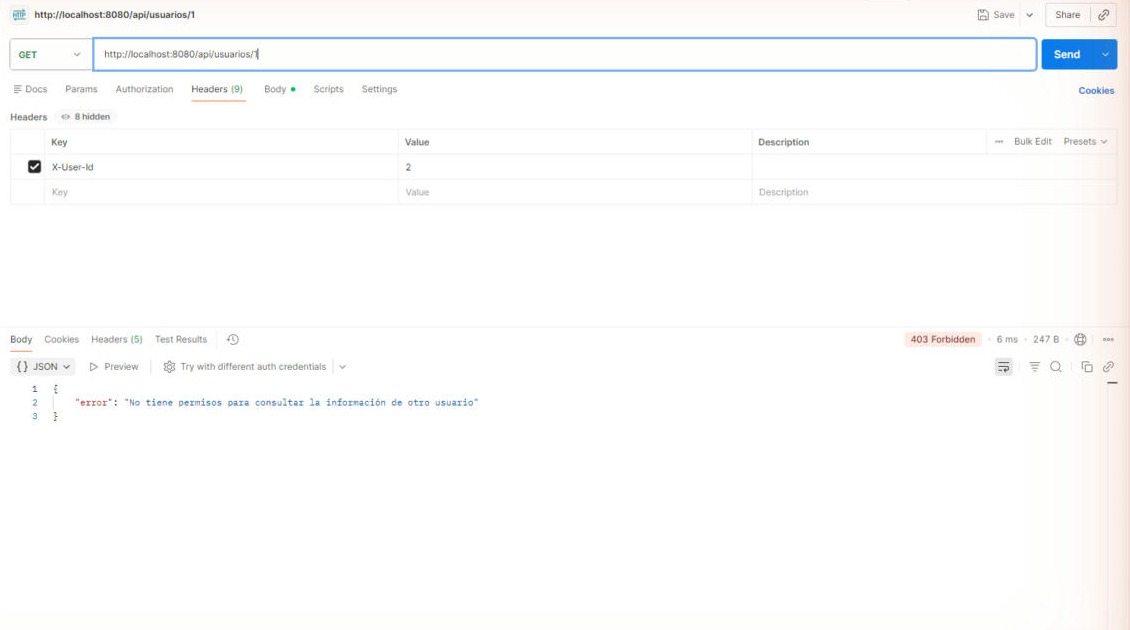 HTTP http://localhost:8080/api/usuarios/1 Save Share
GET http://localhost:8080/api/usuarios/1 Send
Docs Params Authorization Headers (9) Body Scripts Settings Cookies
Headers 8 hidden
Key Value Description Bulk Edit Presets
X-User-Id 2
Key Value Description
Body Cookies Headers (5) Test Results 403 Forbidden 6 ms 247 B
{} JSON Preview Try with different auth credentials
1 {
2 "error": "No tiene permisos para consultar la información de otro usuario"
3 }